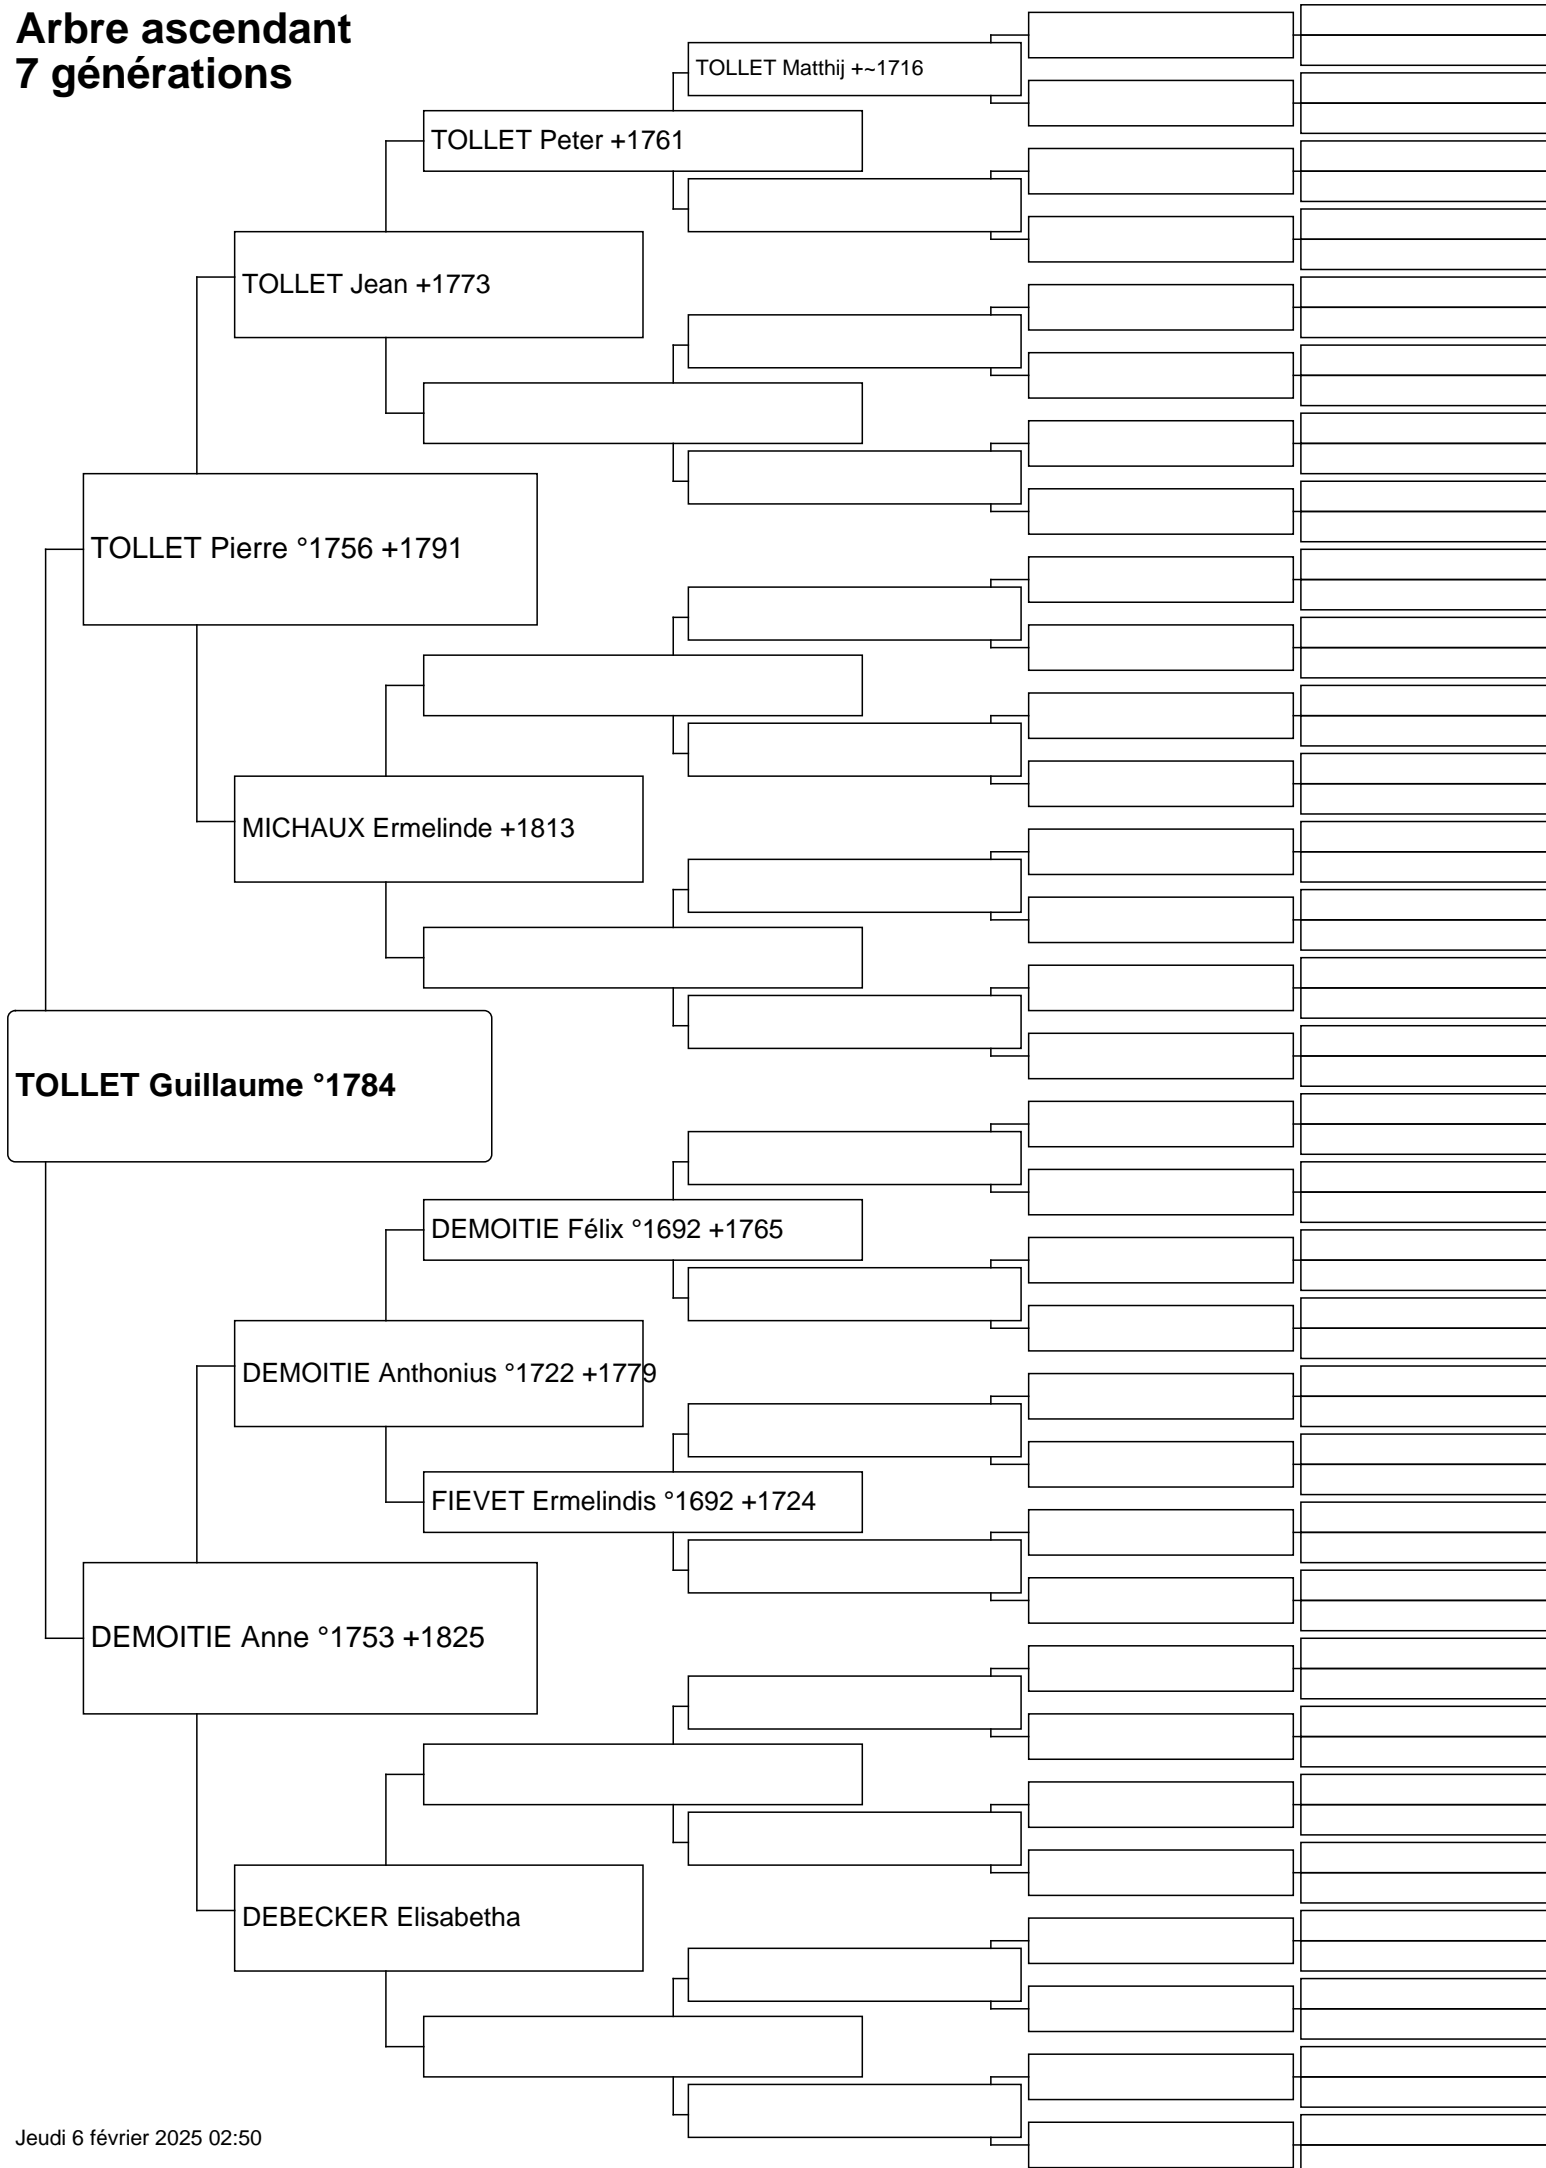 Arbre ascendant
7 générations
TOLLET Matthij +~1716
TOLLET Peter +1761
TOLLET Jean +1773
TOLLET Pierre °1756 +1791
MICHAUX Ermelinde +1813
TOLLET Guillaume °1784
DEMOITIE Félix °1692 +1765
DEMOITIE Anthonius °1722 +1779
FIEVET Ermelindis °1692 +1724
DEMOITIE Anne °1753 +1825
DEBECKER Elisabetha
Jeudi 6 février 2025 02:50